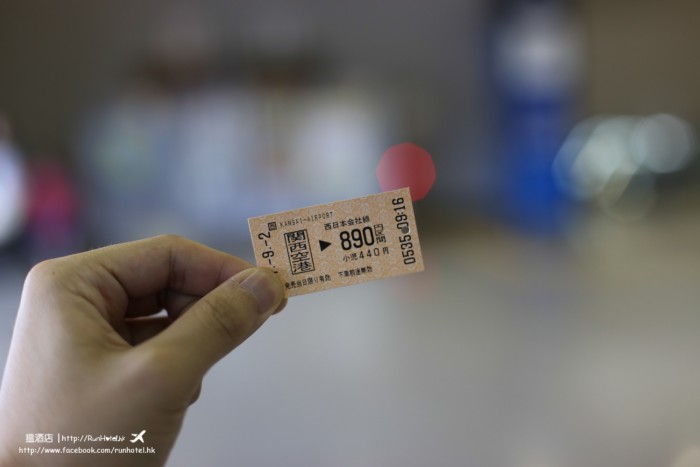 KANSAI-AIRPORT
西日本会社線
関西空港 ▶ 890円区間
小児440円
発売当日限り有効 下車前途無効
-9.-2
0535 09:16
搵酒店 | http://RunHotel.hk
http://www.facebook.com/runhotel.hk